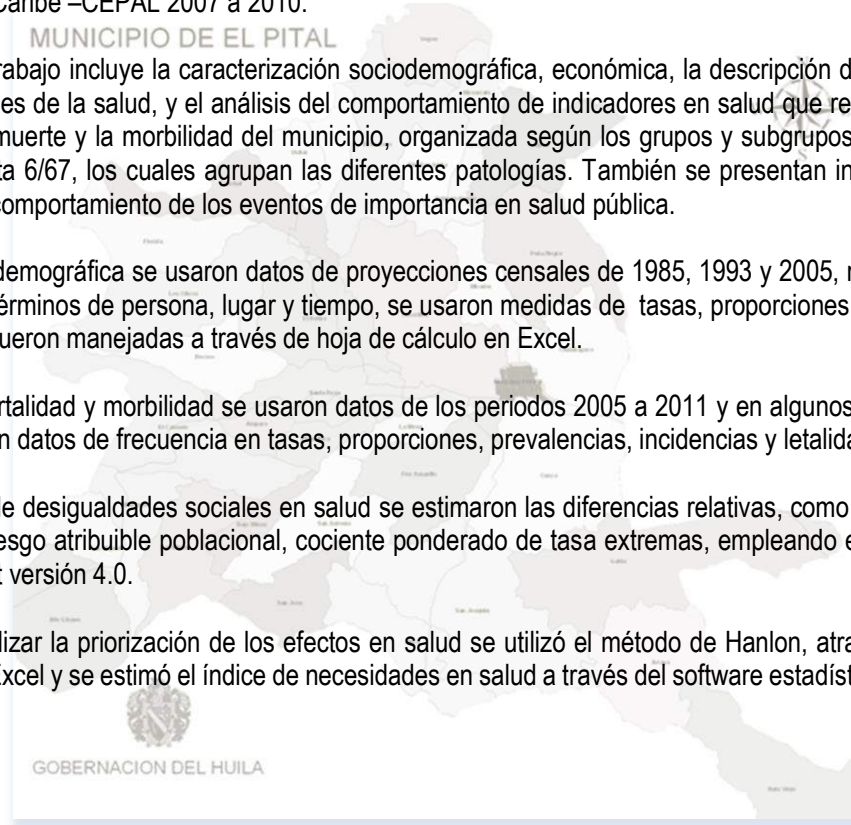 Caribe –CEPAL 2007 a 2010.
MUNICIPIO DE EL PITAL
rabajo incluye la caracterización sociodemográfica, económica, la descripción d
es de la salud, y el análisis del comportamiento de indicadores en salud que re
muerte y la morbilidad del municipio, organizada según los grupos y subgrupos
ta 6/67, los cuales agrupan las diferentes patologías. También se presentan in
comportamiento de los eventos de importancia en salud pública.
demográfica se usaron datos de proyecciones censales de 1985, 1993 y 2005,
términos de persona, lugar y tiempo, se usaron medidas de tasas, proporciones
fueron manejadas a través de hoja de cálculo en Excel.
rtalidad y morbilidad se usaron datos de los periodos 2005 a 2011 y en algunos
n datos de frecuencia en tasas, proporciones, prevalencias, incidencias y letalida
de desigualdades sociales en salud se estimaron las diferencias relativas, como
esgo atribuible poblacional, cociente ponderado de tasa extremas, empleando e
t versión 4.0.
lizar la priorización de los efectos en salud se utilizó el método de Hanlon, atra
Excel y se estimó el índice de necesidades en salud a través del software estadíst
GOBERNACION DEL HUILA